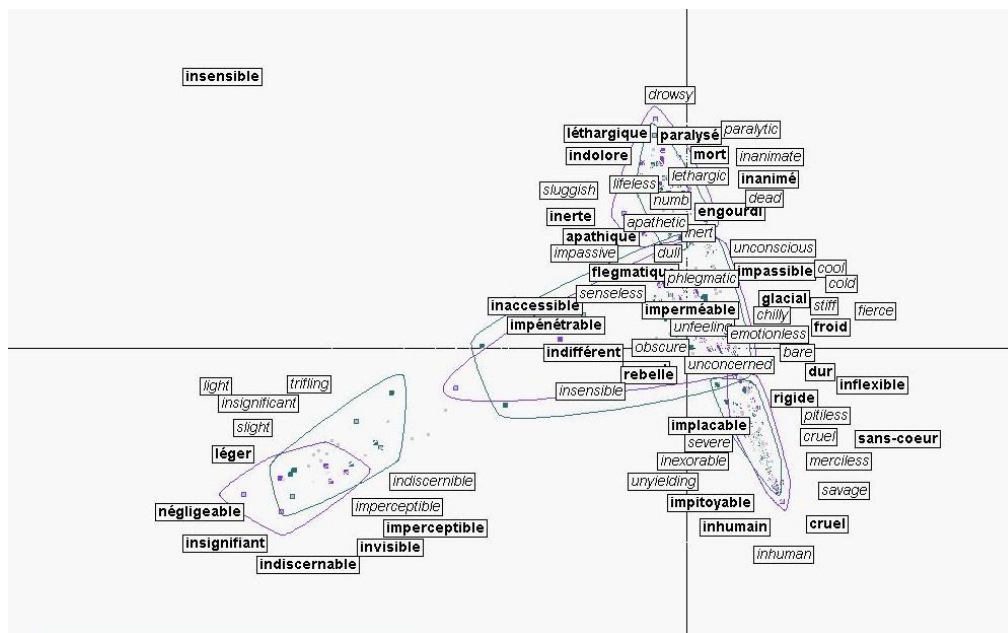 insensible
drowsy
léthargique
paralysé
paralytic
indolore
mort
inanimate
lethargic
inanimé
sluggish
lifeless
numb
dead
inerte
apathetic
engourdi
apathique
inert
impassive
dull
unconscious
flegmatique
phlegmatic
impassible
cool
cold
senseless
glacial
stiff
fierce
inaccessible
imperméable
chilly
impénétrable
unfeeling
emotionless
froid
indifférent
obscure
bare
rebelle
unconcerned
dur
inflexible
insensible
light
trifling
insignificant
rigide
pitiless
slight
implacable
cruel
sans-coeur
severe
léger
inexorable
merciless
indiscernible
unyielding
savage
négligeable
imperceptible
impitoyable
imperceptible
inhumain
cruel
insignifiant
invisible
inhuman
indiscernable